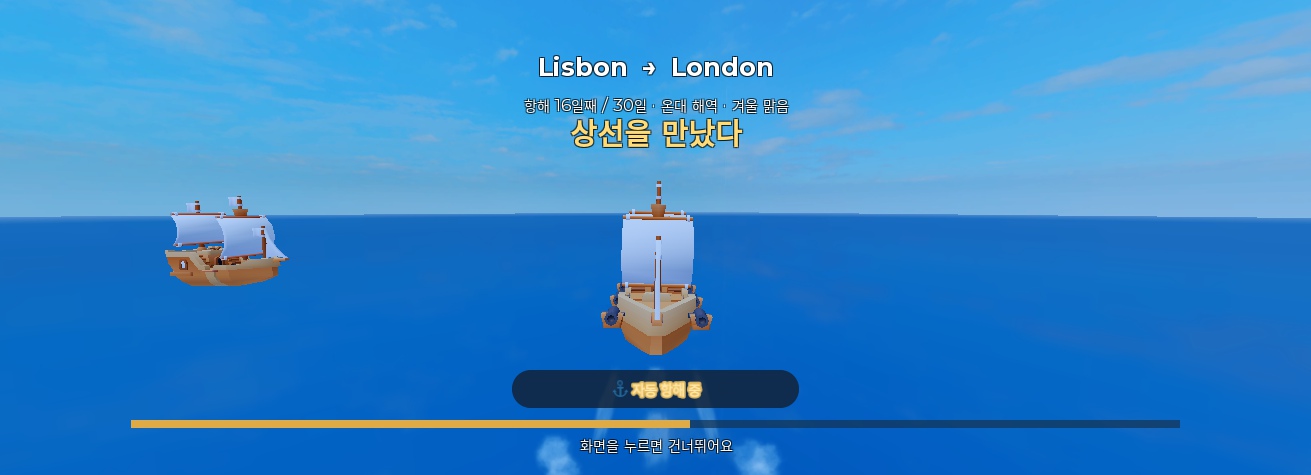 Lisbon → London
항해 16일째 / 30일 · 온대 해역 · 겨울 맑음
상선을 만났다
⚓ 자동 항해 중
화면을 누르면 건너뛰어요